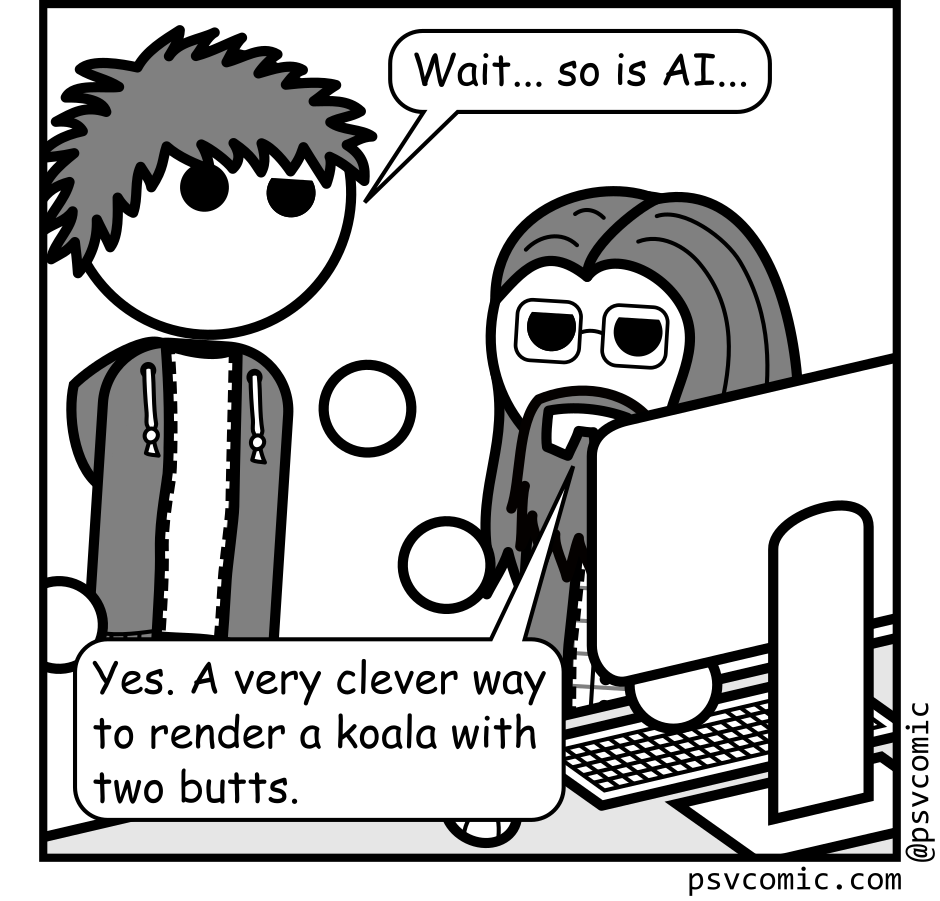 Wait... so is AI...
Yes. A very clever way
to render a koala with
two butts.
@psvcomic
psvcomic.com